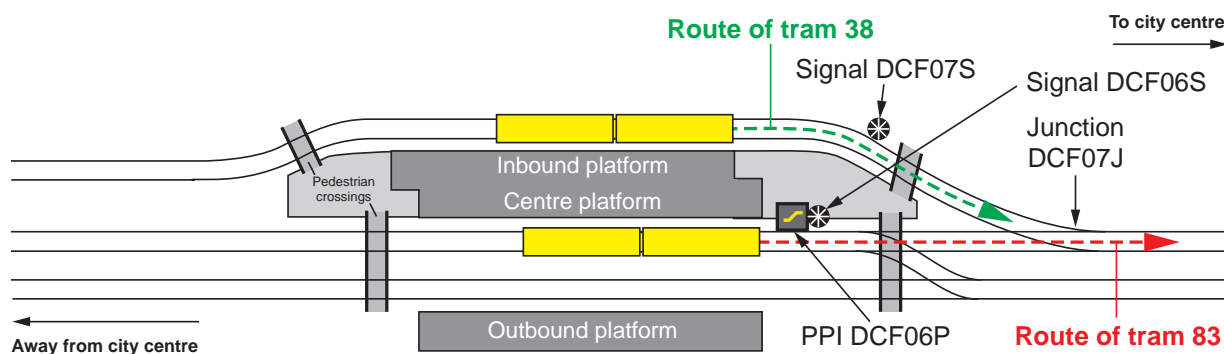 To city centre
Route of tram 38
Signal DCF07S
Signal DCF06S
Junction
DCF07J
Inbound platform
Pedestrian
crossings
Centre platform
Outbound platform
PPI DCF06P
Route of tram 83
Away from city centre